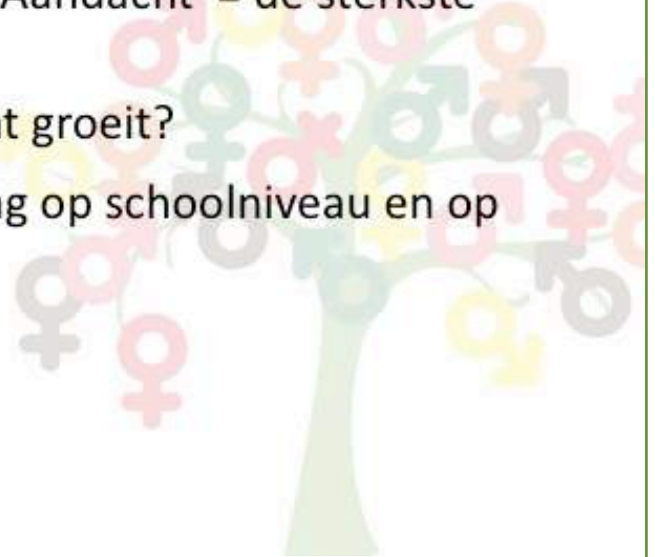 Aandacht = de sterkste
groeit?
op schoolniveau en op